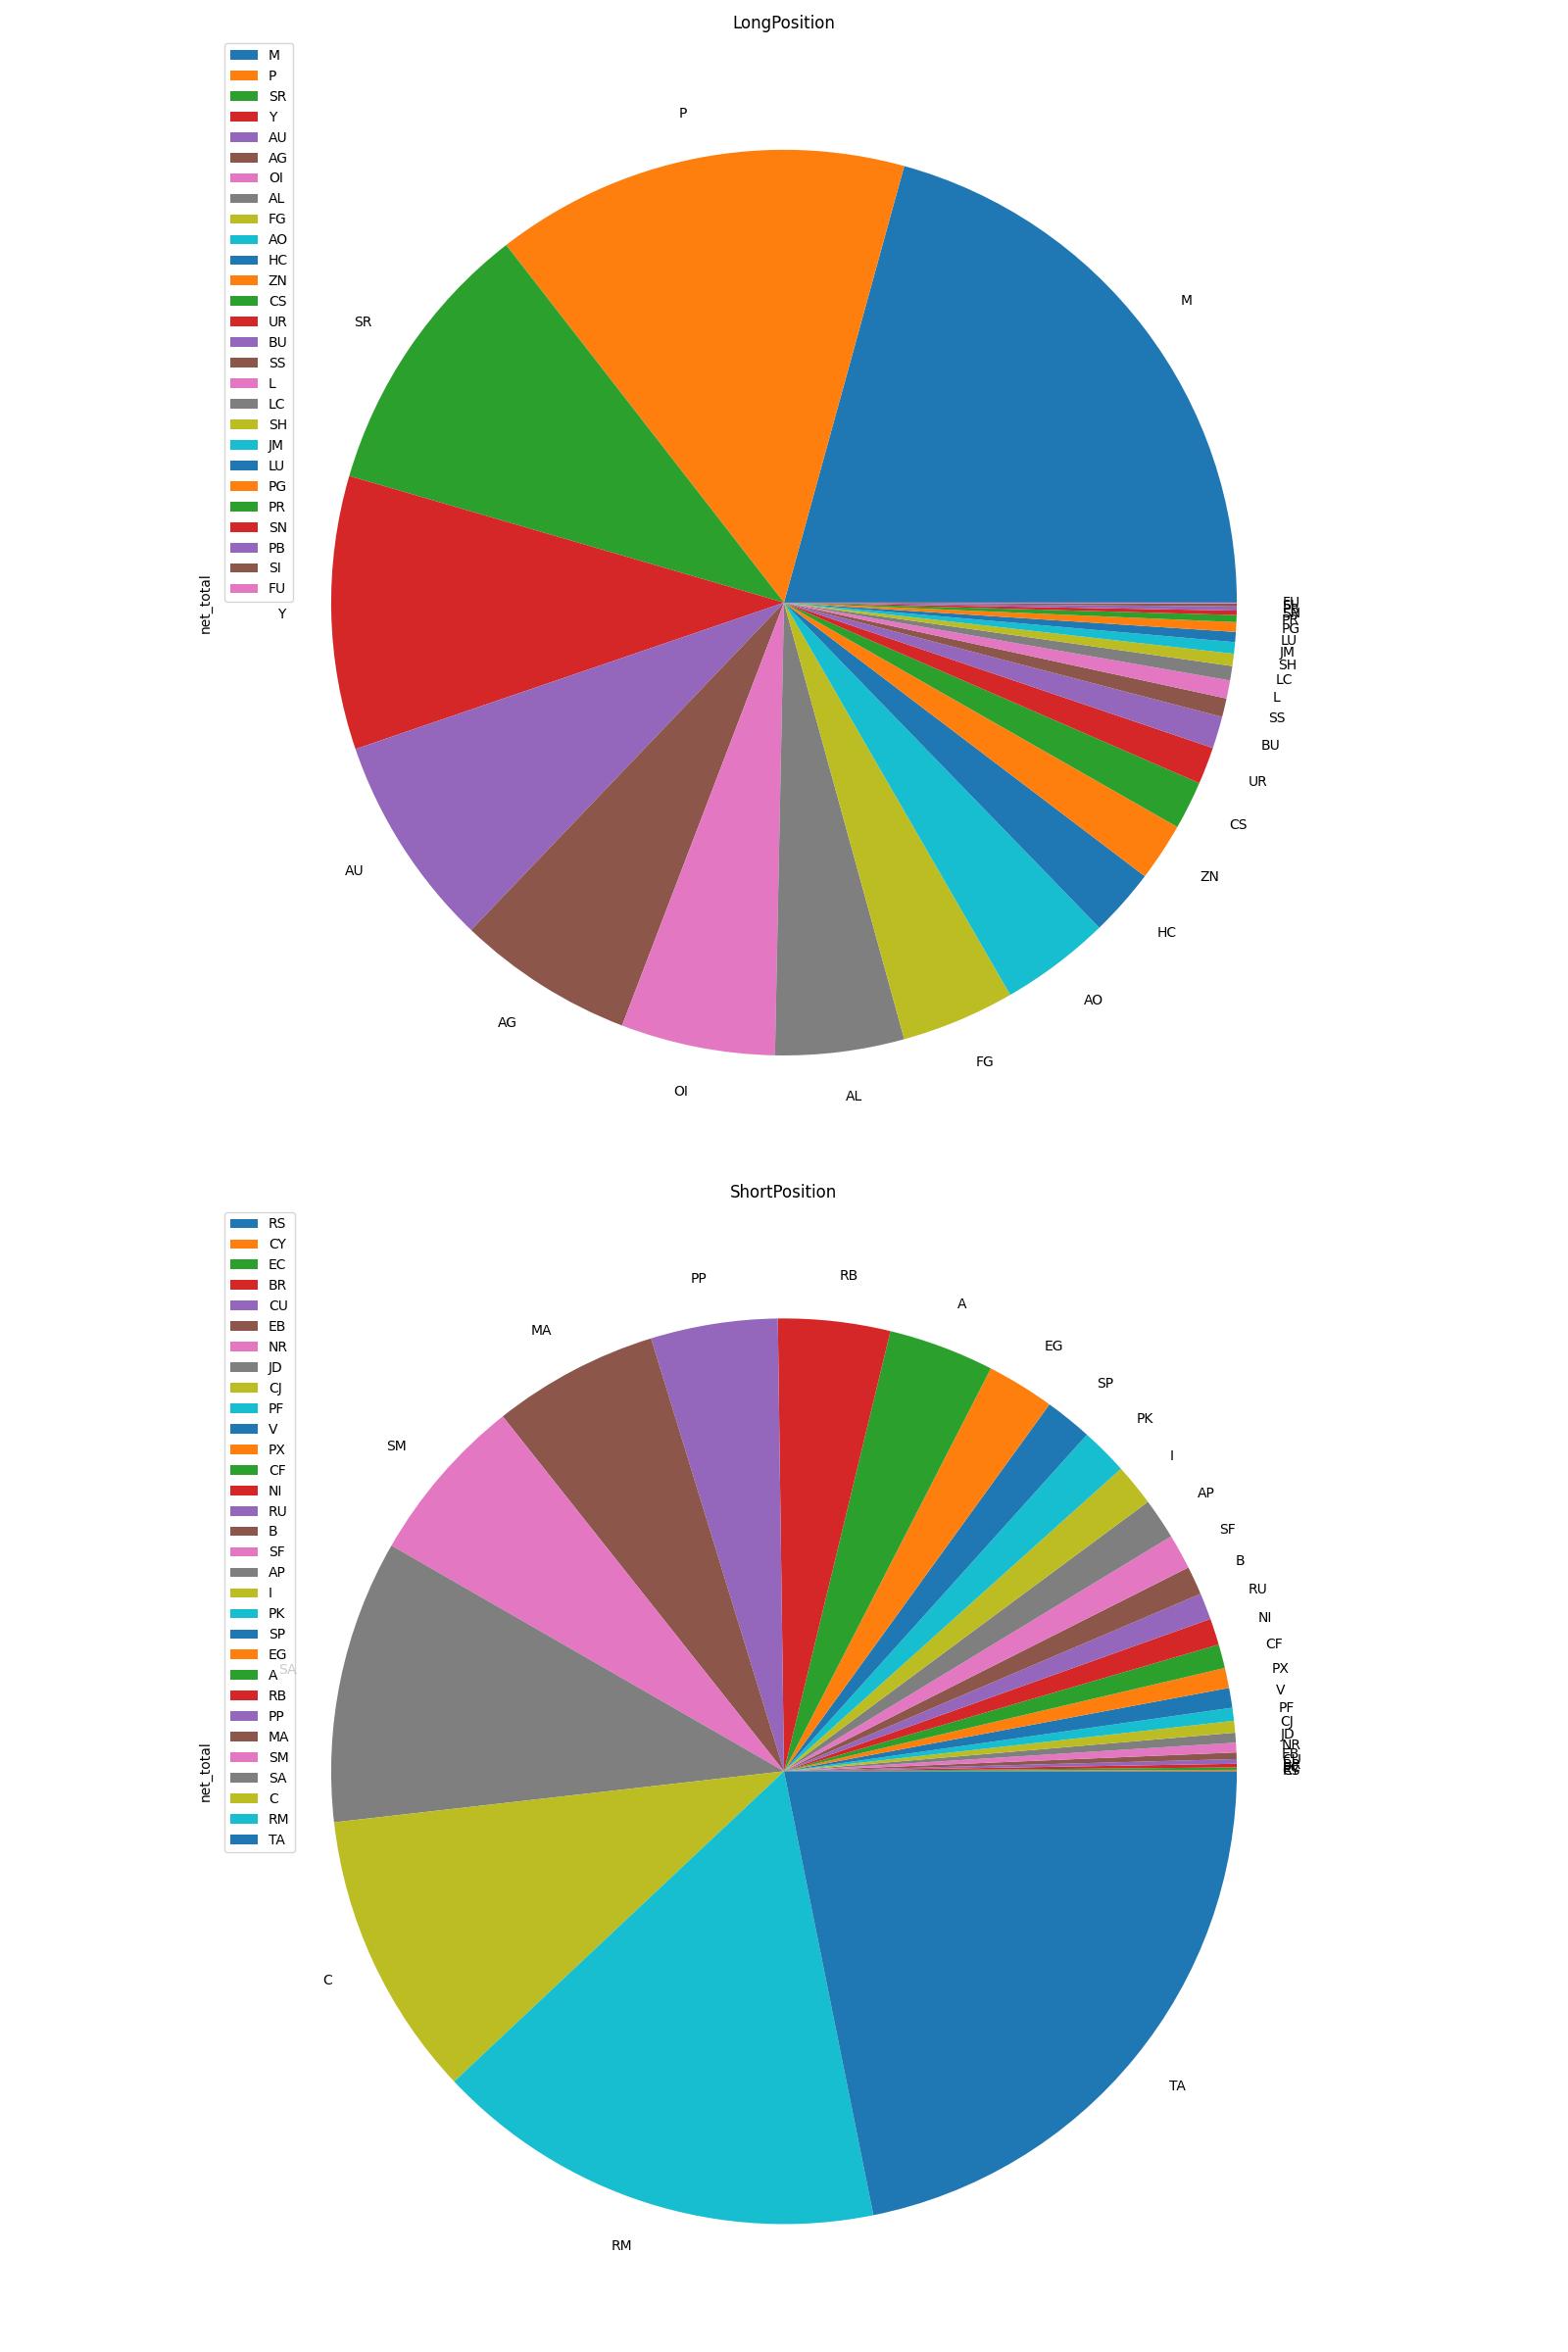 LongPosition
M
P
SR
Y
AU
AG
OI
AL
FG
AO
HC
ZN
CS
UR
BU
SS
L
LC
SH
JM
LU
PG
PR
SN
PB
SI
FU
net_total
P
M
SR
Y
AU
AG
OI
AL
FG
AO
HC
ZN
CS
UR
BU
SS
L
LC
SH
JM
LU
PG
ShortPosition
RS
CY
EC
BR
CU
EB
NR
JD
CJ
PF
V
PX
CF
NI
RU
B
SF
AP
I
PK
SP
EG
A
RB
PP
MA
SM
SA
C
RM
TA
net_total
PP
RB
A
EG
SP
PK
I
AP
SF
B
RU
NI
CF
PX
V
PF
CJ
JD
NR
MA
SM
SA
C
RM
TA